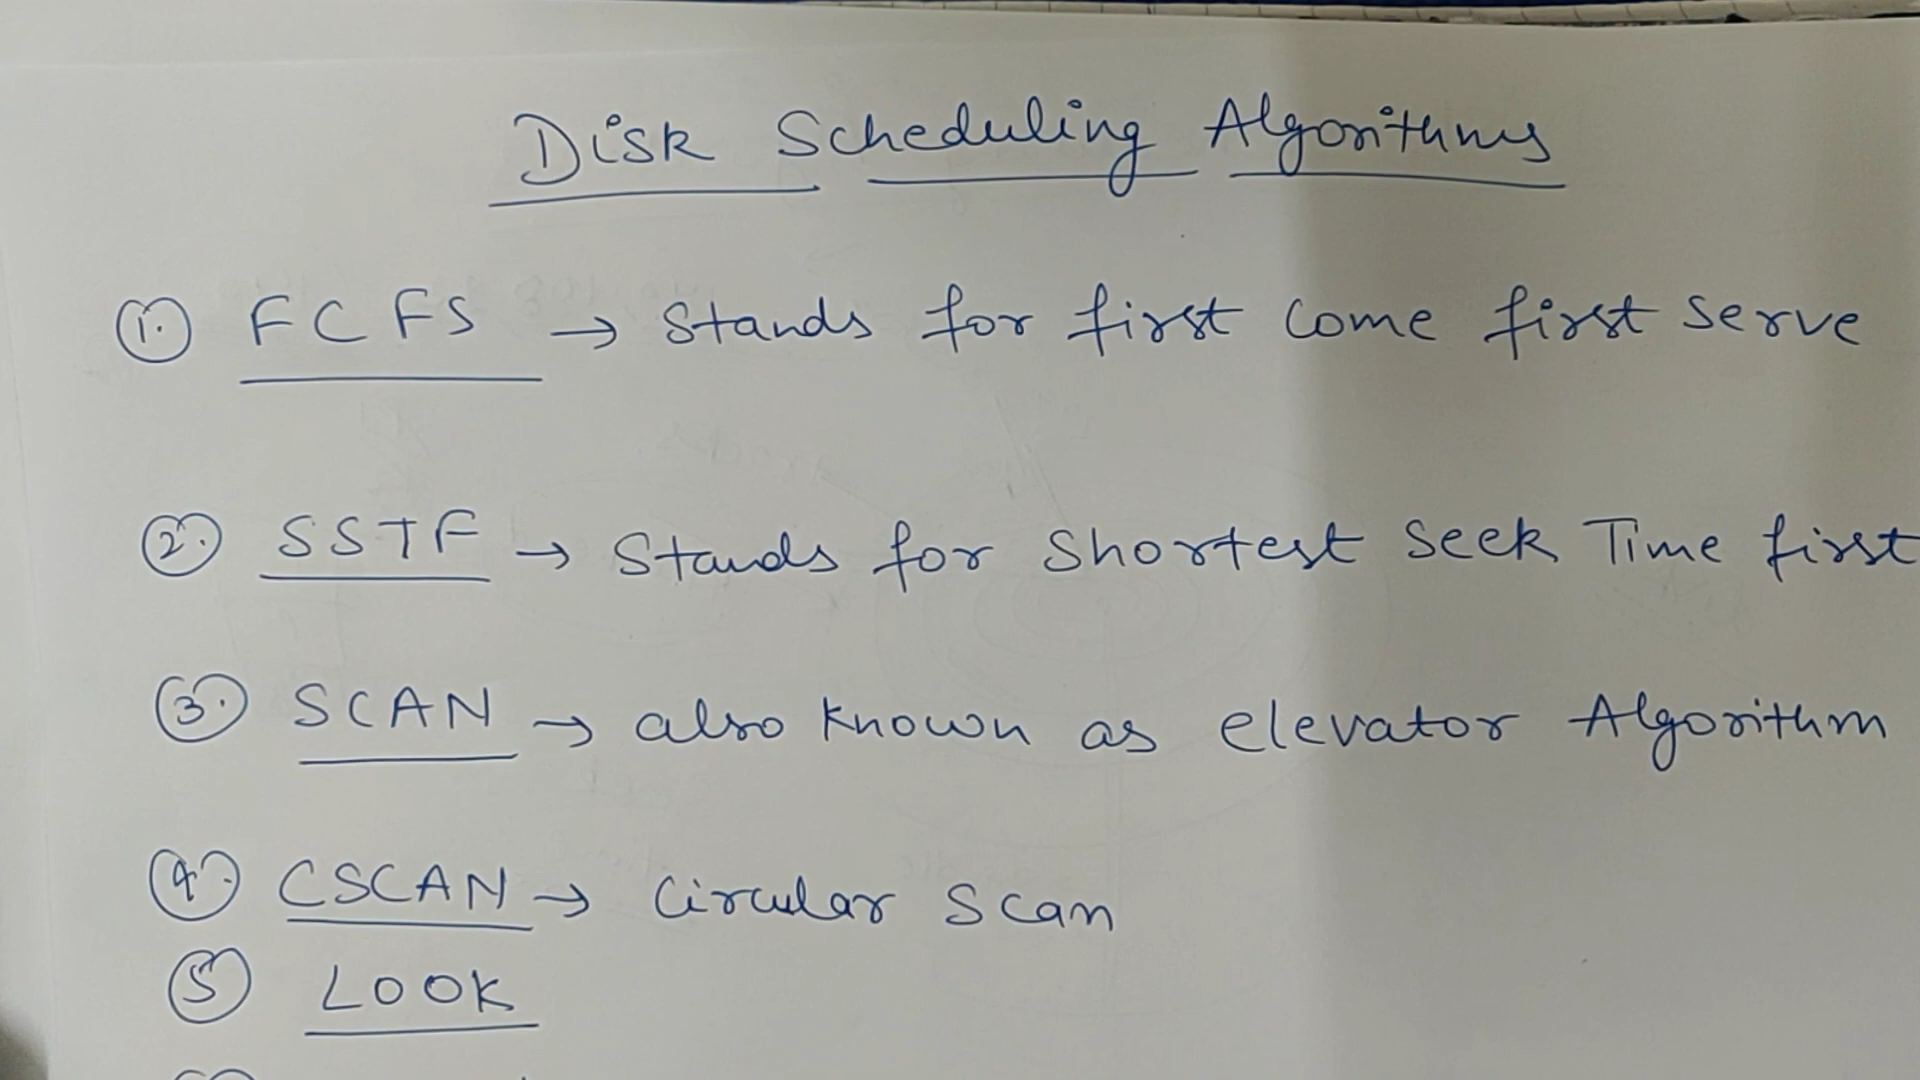 Disk Scheduling Algorithms
1. FCFS → Stands for first Come first Serve
2. SSTF → Stands for Shortest Seek Time first
3. SCAN → also known as elevator Algorithm
4. CSCAN → Circular Scan
5 LOOK